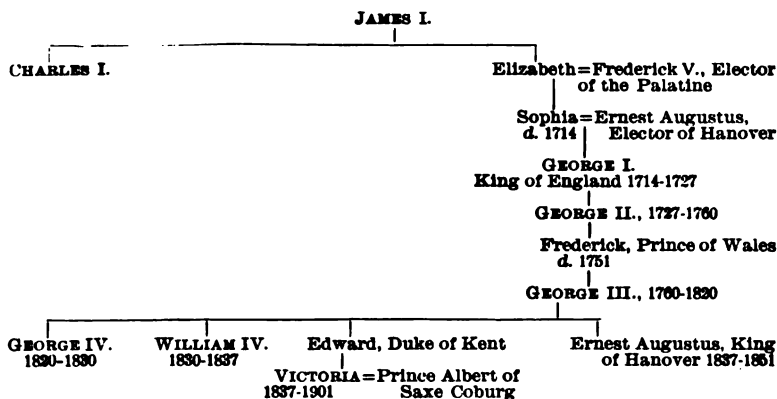 JAMES I.
CHARLES I.
Elizabeth=Frederick V., Elector
of the Palatine
Sophia=Ernest Augustus,
d. 1714 Elector of Hanover
GEORGE I.
King of England 1714-1727
GEORGE II., 1727-1760
Frederick, Prince of Wales
d. 1751
GEORGE III., 1760-1820
GEORGE IV. WILLIAM IV. Edward, Duke of Kent Ernest Augustus, King
1820-1830 1830-1837 of Hanover 1837-1851
VICTORIA=Prince Albert of
1837-1901 Saxe Coburg